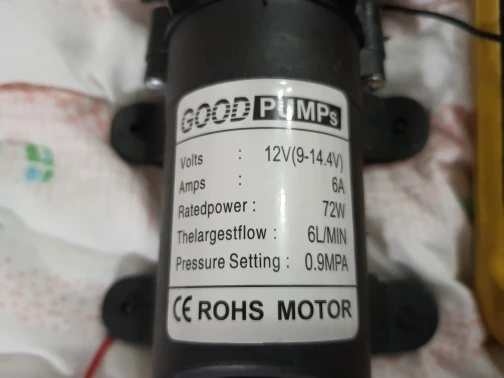 GOOD PUMPs
Volts : 12V(9-14.4V)
Amps : 6A
Ratedpower : 72W
Thelargestflow : 6L/MIN
Pressure Setting : 0.9MPA
CE ROHS MOTOR